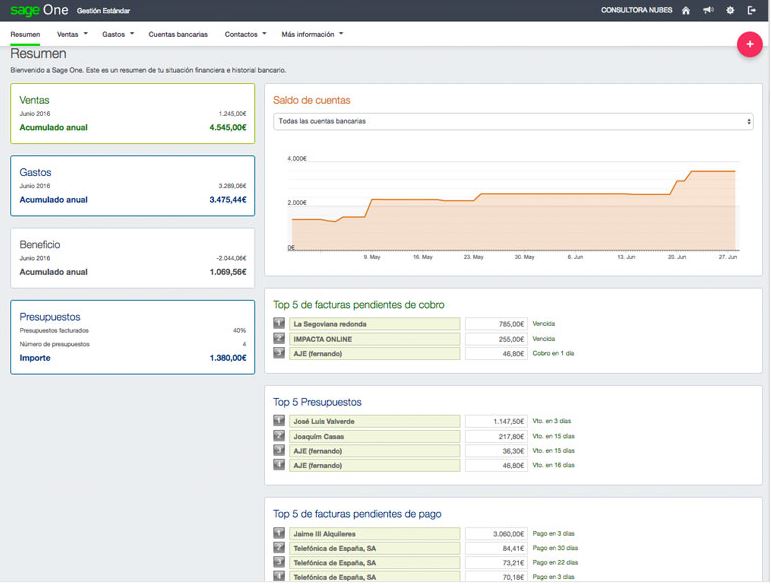 sage One Gestión Estándar CONSULTORA NUBES
Resumen Ventas Gastos Cuentas bancarias Contactos Más información
+
Resumen
Bienvenido a Sage One. Este es un resumen de tu situación financiera e historial bancario.
Ventas
Junio 2016 1.245,00€
Acumulado anual 4.545,00€
Gastos
Junio 2016 3.289,06€
Acumulado anual 3.475,44€
Beneficio
Junio 2016 -2.044,06€
Acumulado anual 1.069,56€
Presupuestos
Presupuestos facturados 40%
Número de presupuestos 4
Importe 1.380,00€
Saldo de cuentas
Todas las cuentas bancarias
4.000€
2.000€
0€
9. May 16. May 23. May 30. May 6. Jun 13. Jun 20. Jun 27. Jun
Top 5 de facturas pendientes de cobro
1 La Segoviana redonda 785,00€ Vencida
2 IMPACTA ONLINE 255,00€ Vencida
3 AJE (fernando) 46,80€ Cobro en 1 día
Top 5 Presupuestos
1 José Luis Valverde 1.147,50€ Vto. en 3 días
2 Joaquim Casas 217,80€ Vto. en 15 días
3 AJE (fernando) 36,30€ Vto. en 15 días
4 AJE (fernando) 46,80€ Vto. en 16 días
Top 5 de facturas pendientes de pago
1 Jaime III Alquileres 3.060,00€ Pago en 3 días
2 Telefónica de España, SA 84,41€ Pago en 30 días
3 Telefónica de España, SA 73,21€ Pago en 22 días
4 Telefónica de España, SA 70,18€ Pago en 3 días